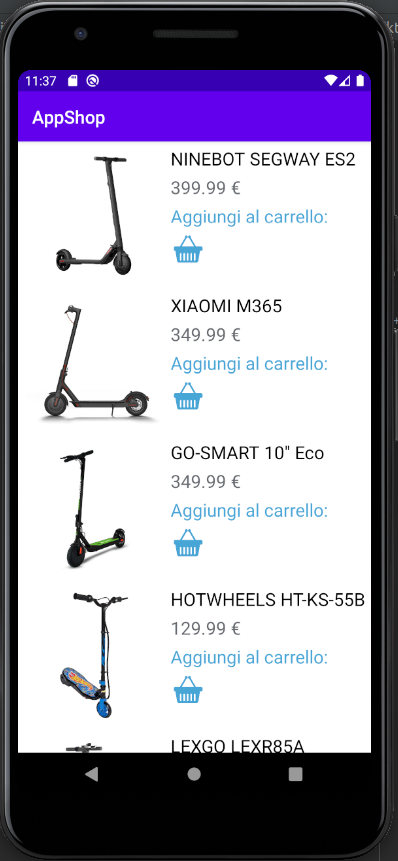 11:37
AppShop
NINEBOT SEGWAY ES2
399.99 €
Aggiungi al carrello:
XIAOMI M365
349.99 €
Aggiungi al carrello:
GO-SMART 10" Eco
349.99 €
Aggiungi al carrello:
HOTWHEELS HT-KS-55B
129.99 €
Aggiungi al carrello:
LEXGO LEXR85A